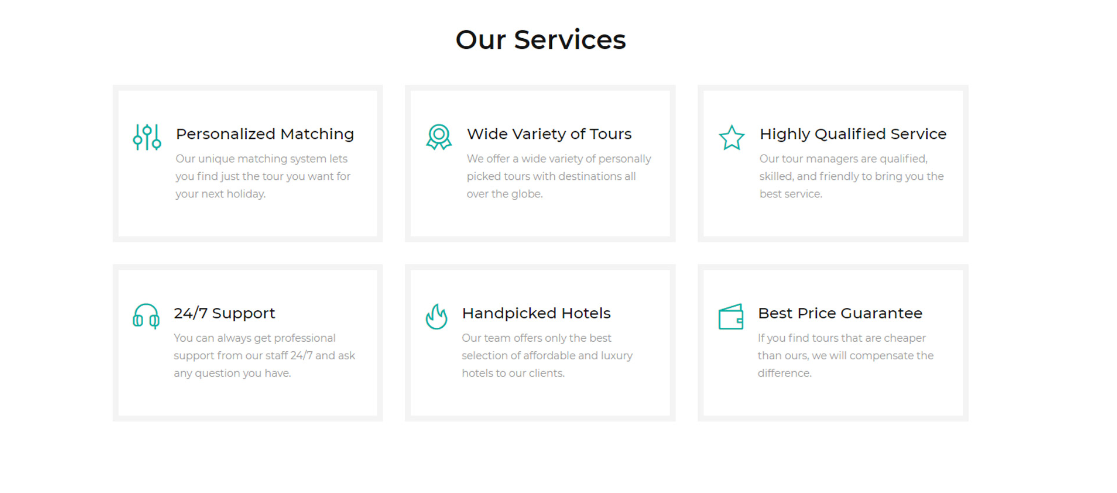 Our Services
Personalized Matching
Our unique matching system lets
you find just the tour you want for
your next holiday.
Wide Variety of Tours
We offer a wide variety of personally
picked tours with destinations all
over the globe.
Highly Qualified Service
Our tour managers are qualified,
skilled, and friendly to bring you the
best service.
24/7 Support
You can always get professional
support from our staff 24/7 and ask
any question you have.
Handpicked Hotels
Our team offers only the best
selection of affordable and luxury
hotels to our clients.
Best Price Guarantee
If you find tours that are cheaper
than ours, we will compensate the
difference.